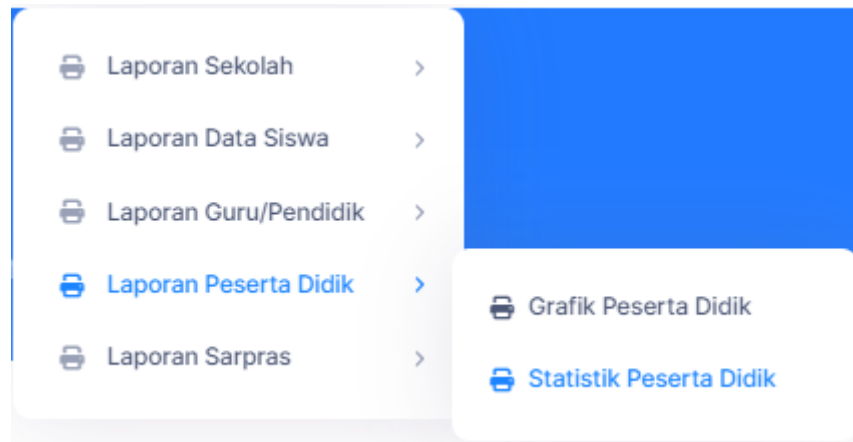 Laporan Sekolah
Laporan Data Siswa
Laporan Guru/Pendidik
Laporan Peserta Didik
Laporan Sarpras
Grafik Peserta Didik
Statistik Peserta Didik